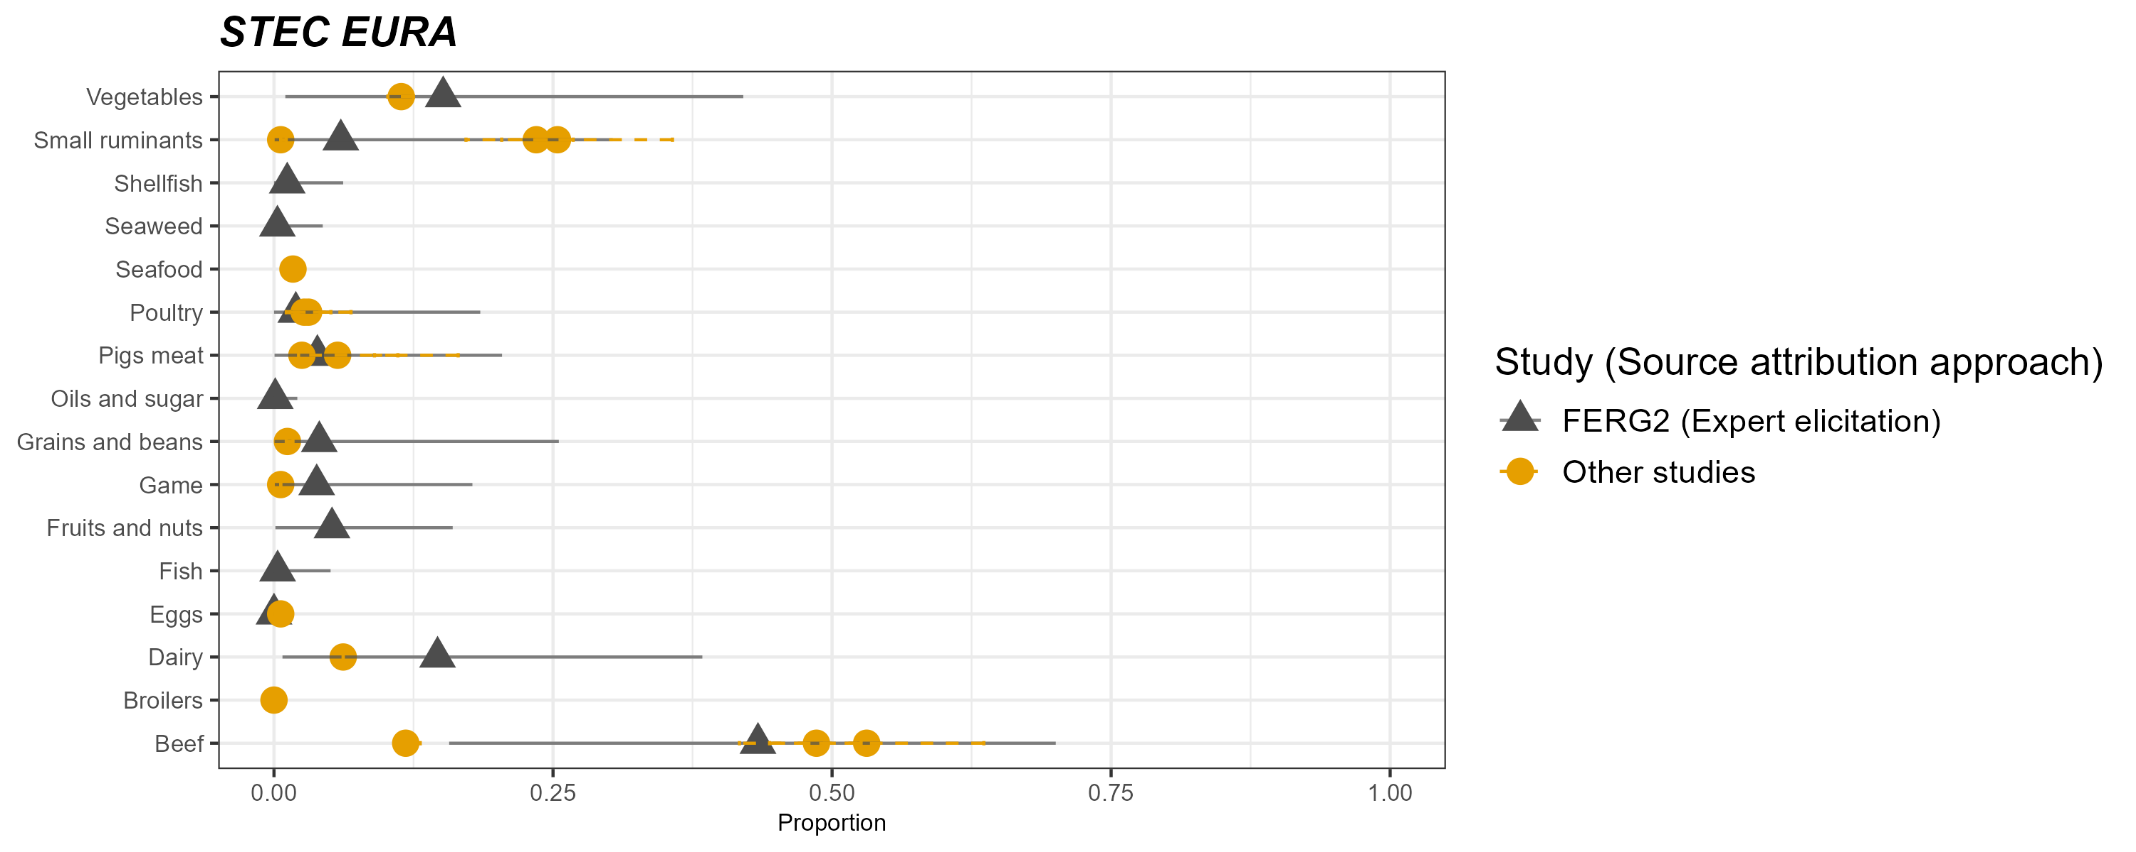 STEC EURA
Vegetables
Small ruminants
Shellfish
Seaweed
Seafood
Poultry
Pigs meat
Oils and sugar
Grains and beans
Game
Fruits and nuts
Fish
Eggs
Dairy
Broilers
Beef
0.00 0.25 0.50 0.75 1.00
Proportion
Study (Source attribution approach)
FERG2 (Expert elicitation)
Other studies